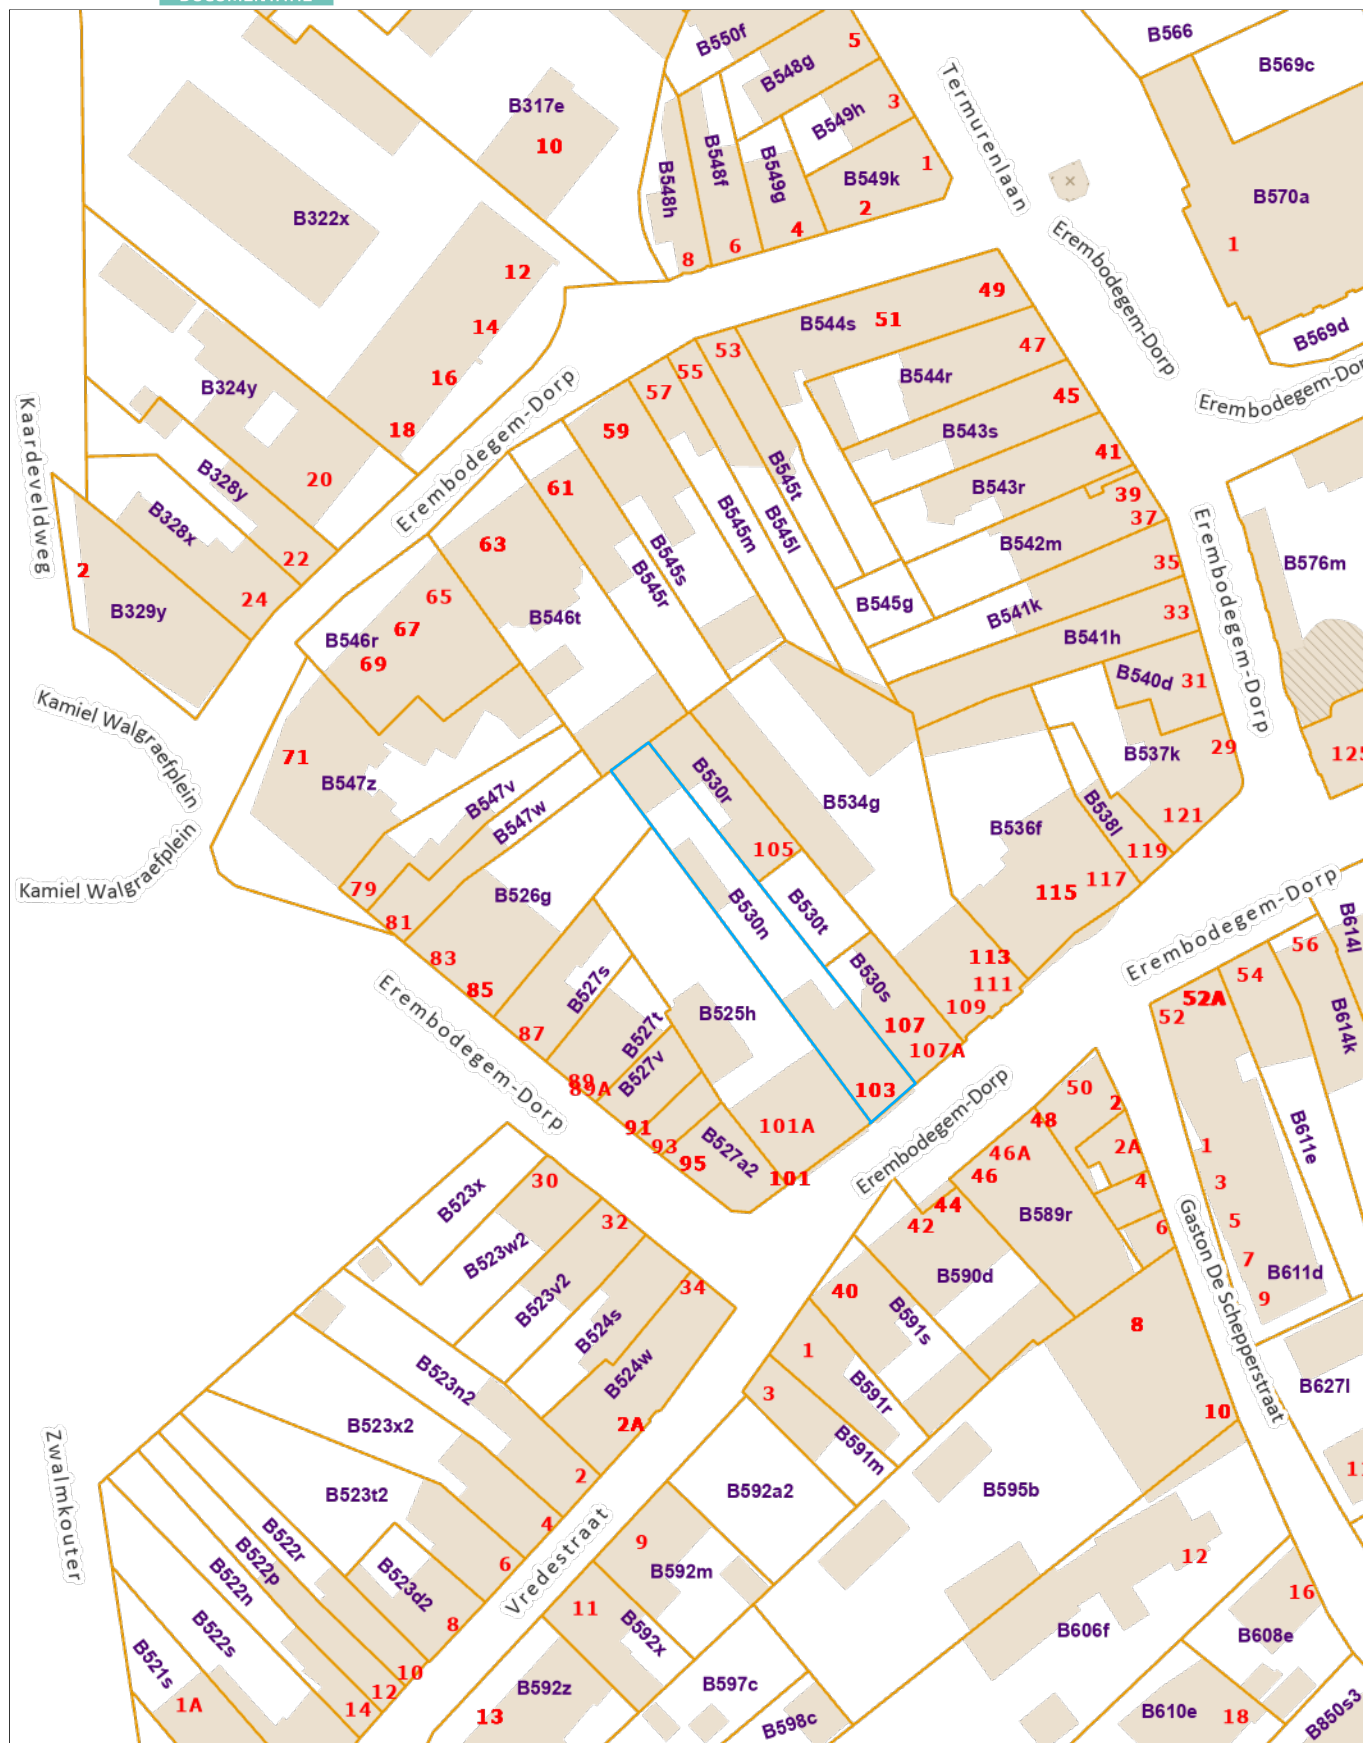 B550f
5
B566
B548g
B569c
B317e
3
B549h
10
B548f
1
B549g
B549k
B548h
Termurenlaan
B570a
2
B322x
4
6
1
8
Erembodegem-Dorp
12
49
14
B544s
51
B569d
47
53
55
B544r
16
B324y
57
45
Erembodegem-Dorp
18
59
B543s
41
Kaardeveldweg
20
B328y
B545t
61
B543r
39
37
B328x
B545m
B545l
63
B542m
22
B545s
35
B576m
2
24
65
B545r
B545g
B541k
33
B329y
67
B546t
B541h
B546r
69
B540d
31
Erembodegem-Dorp
Kamiel Walgraefplein
71
B547z
29
B537k
B530r
B534g
B547v
B538l
121
B547w
B536f
Kamiel Walgraefplein
105
119
79
B526g
117
81
B530n
B530t
115
Erembodegem-Dorp
B614l
83
113
56
85
B527s
B530s
111
54
52A
87
B525h
109
52
B614k
B527t
107
107A
Erembodegem-Dorp
89
89A
B527v
103
50
2
91
101A
48
93
46A
2A
B611e
1
95
B527a2
101
Erembodegem-Dorp
46
4
3
30
44
B523x
32
42
B589r
6
5
B523w2
7
34
40
B590d
B611d
9
B523v2
B524s
B591s
8
1
Gaston De Schepperstraat
B524w
B523n2
3
B591r
B627l
2A
10
B523x2
B591m
Zwalmkouter
2
B592a2
B595b
B523t2
4
B522r
9
6
12
B522p
B523d2
Vredestraat
B592m
B522n
16
8
11
B522s
B592x
B606f
B608e
B521s
10
B597c
12
B592z
1A
14
13
B598c
B610e
18
B850s3